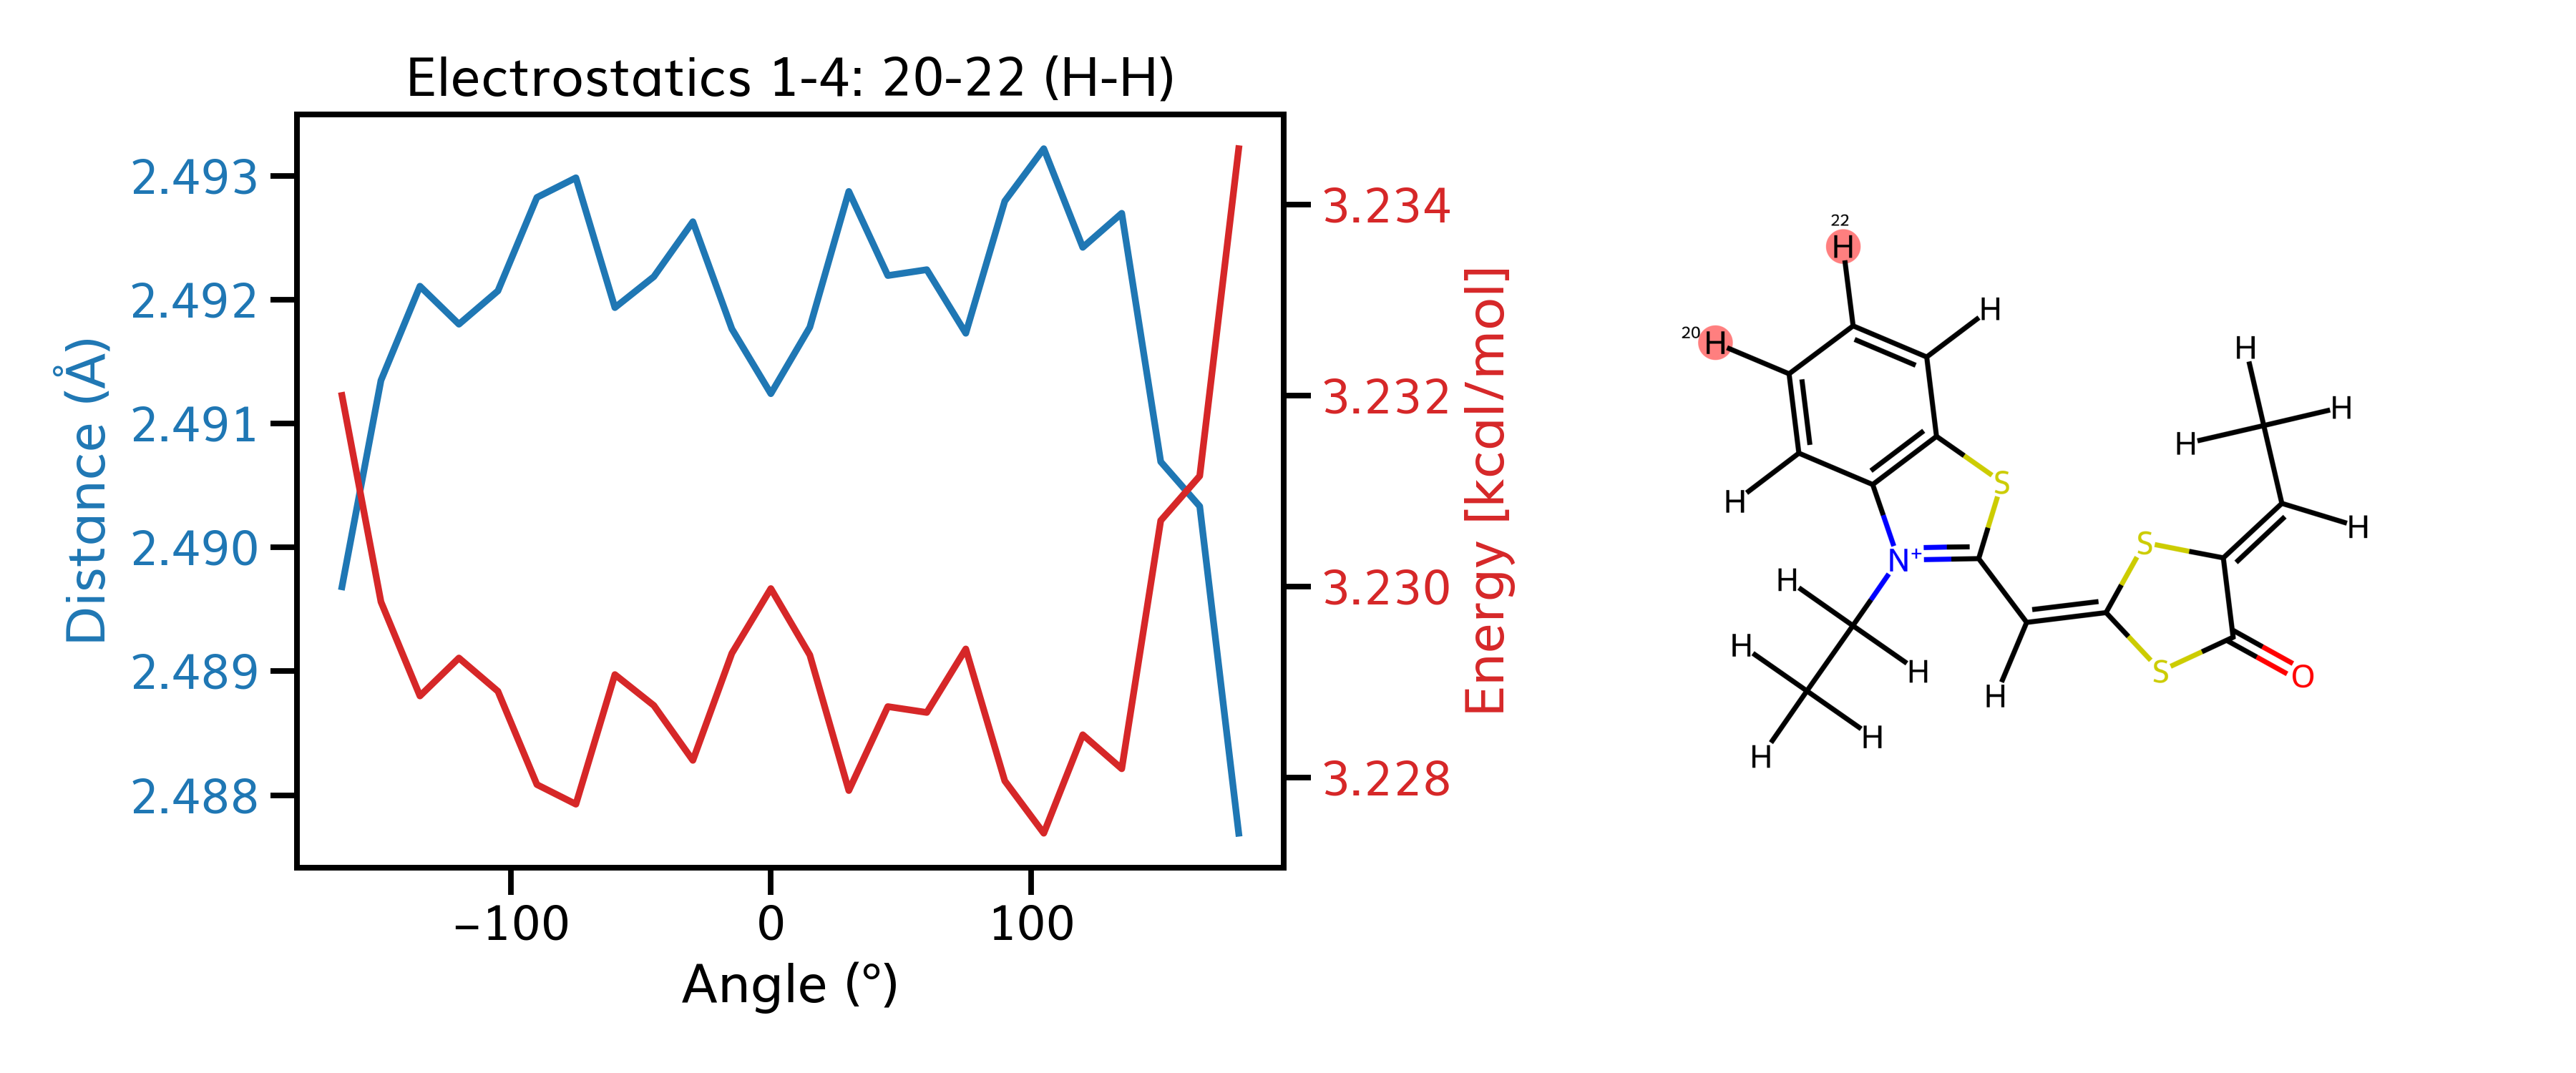 Electrostatics 1-4: 20-22 (H-H)
Distance (Å)
2.493
2.492
2.491
2.490
2.489
2.488
3.234
3.232
3.230
3.228
Energy [kcal/mol]
−100
0
100
Angle (°)
22
H
H
20
H
H
H
H
S
H
H
S
N+
H
H
H
H
S
O
H
H